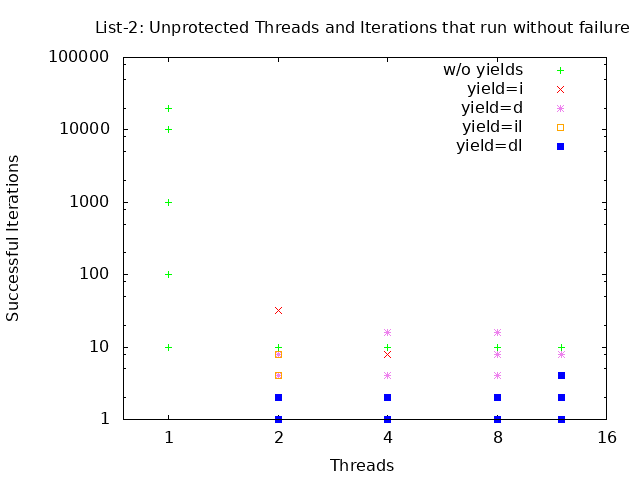 List-2: Unprotected Threads and Iterations that run without failure
Successful Iterations
100000
10000
1000
100
10
1
w/o yields
yield=i
yield=d
yield=il
yield=dl
1 2 4 8 16
Threads